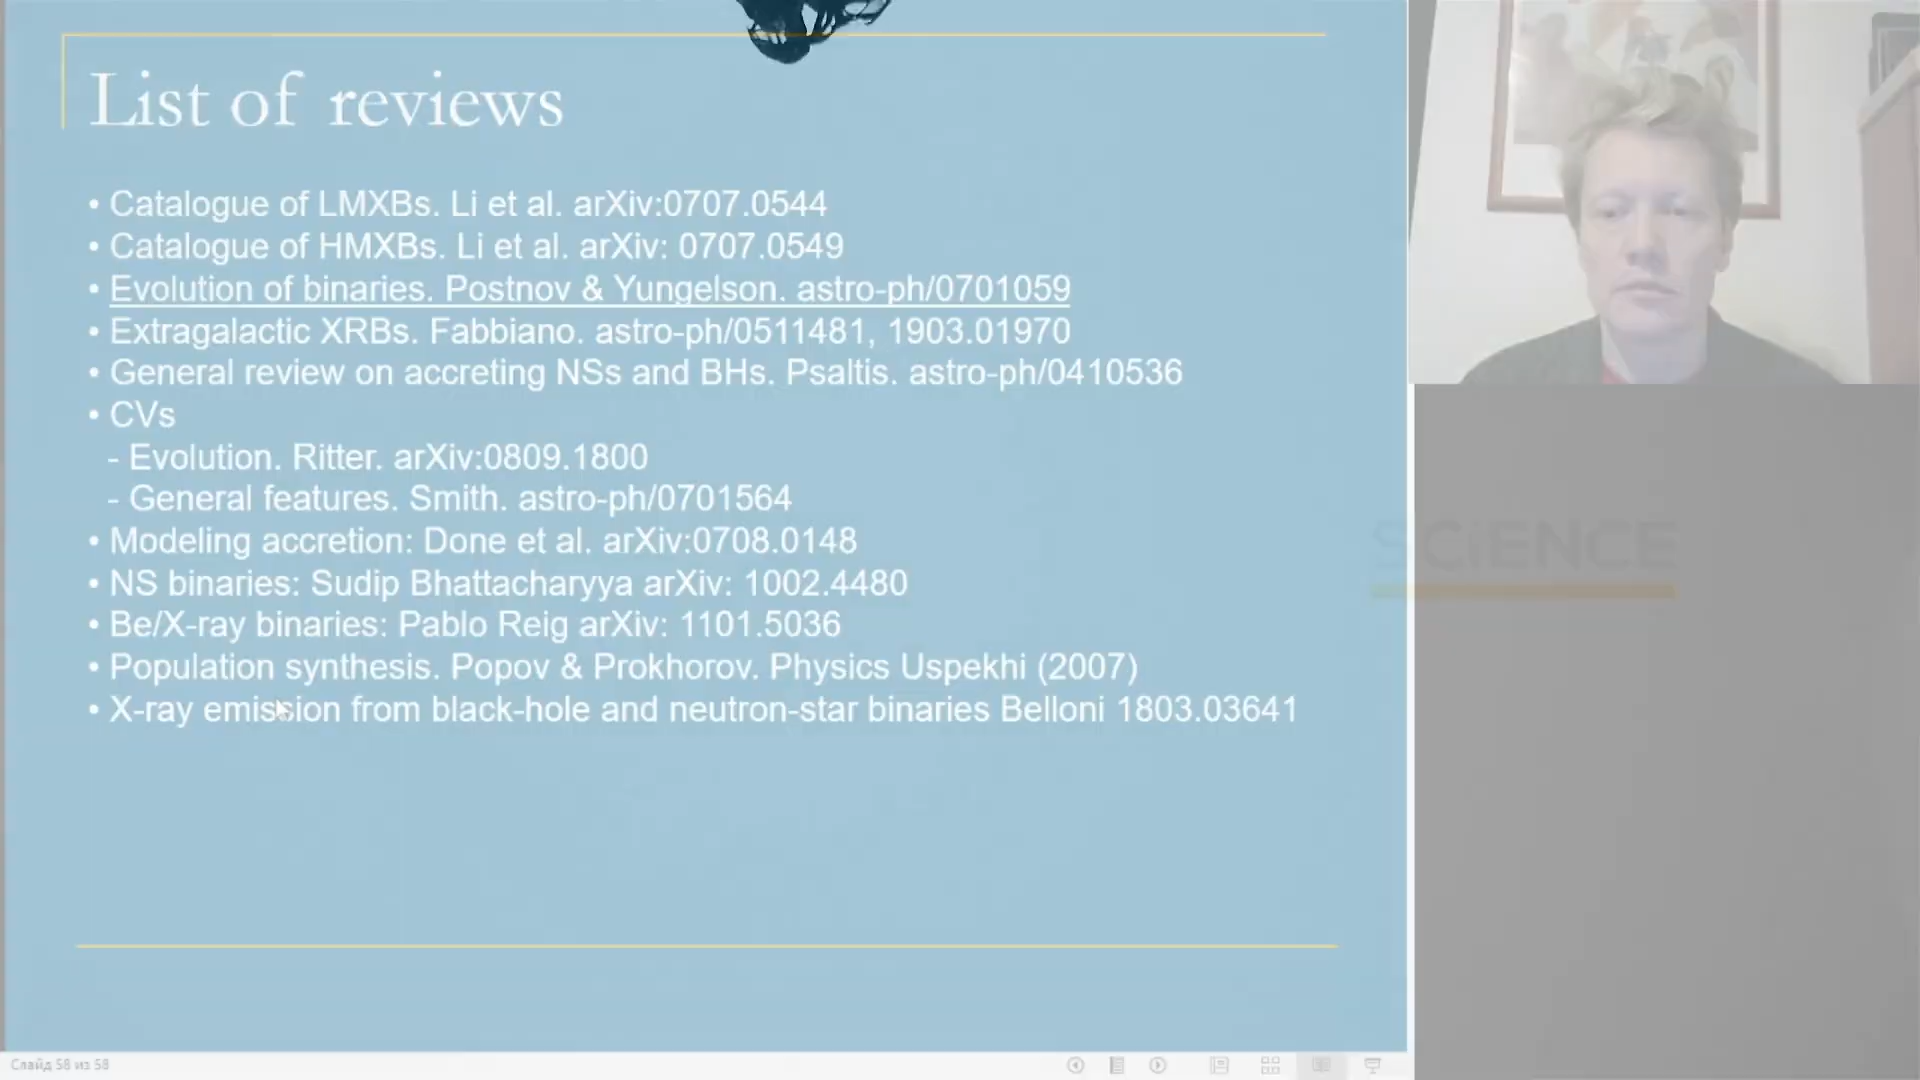 List of reviews
• Catalogue of LMXBs. Li et al. arXiv:0707.0544
• Catalogue of HMXBs. Li et al. arXiv: 0707.0549
• Evolution of binaries. Postnov & Yungelson. astro-ph/0701059
• Extragalactic XRBs. Fabbiano. astro-ph/0511481, 1903.01970
• General review on accreting NSs and BHs. Psaltis. astro-ph/0410536
• CVs
- Evolution. Ritter. arXiv:0809.1800
- General features. Smith. astro-ph/0701564
• Modeling accretion: Done et al. arXiv:0708.0148
• NS binaries: Sudip Bhattacharyya arXiv: 1002.4480
• Be/X-ray binaries: Pablo Reig arXiv: 1101.5036
• Population synthesis. Popov & Prokhorov. Physics Uspekhi (2007)
• X-ray emission from black-hole and neutron-star binaries Belloni 1803.03641
SCiENCE
Слайд 58 из 58